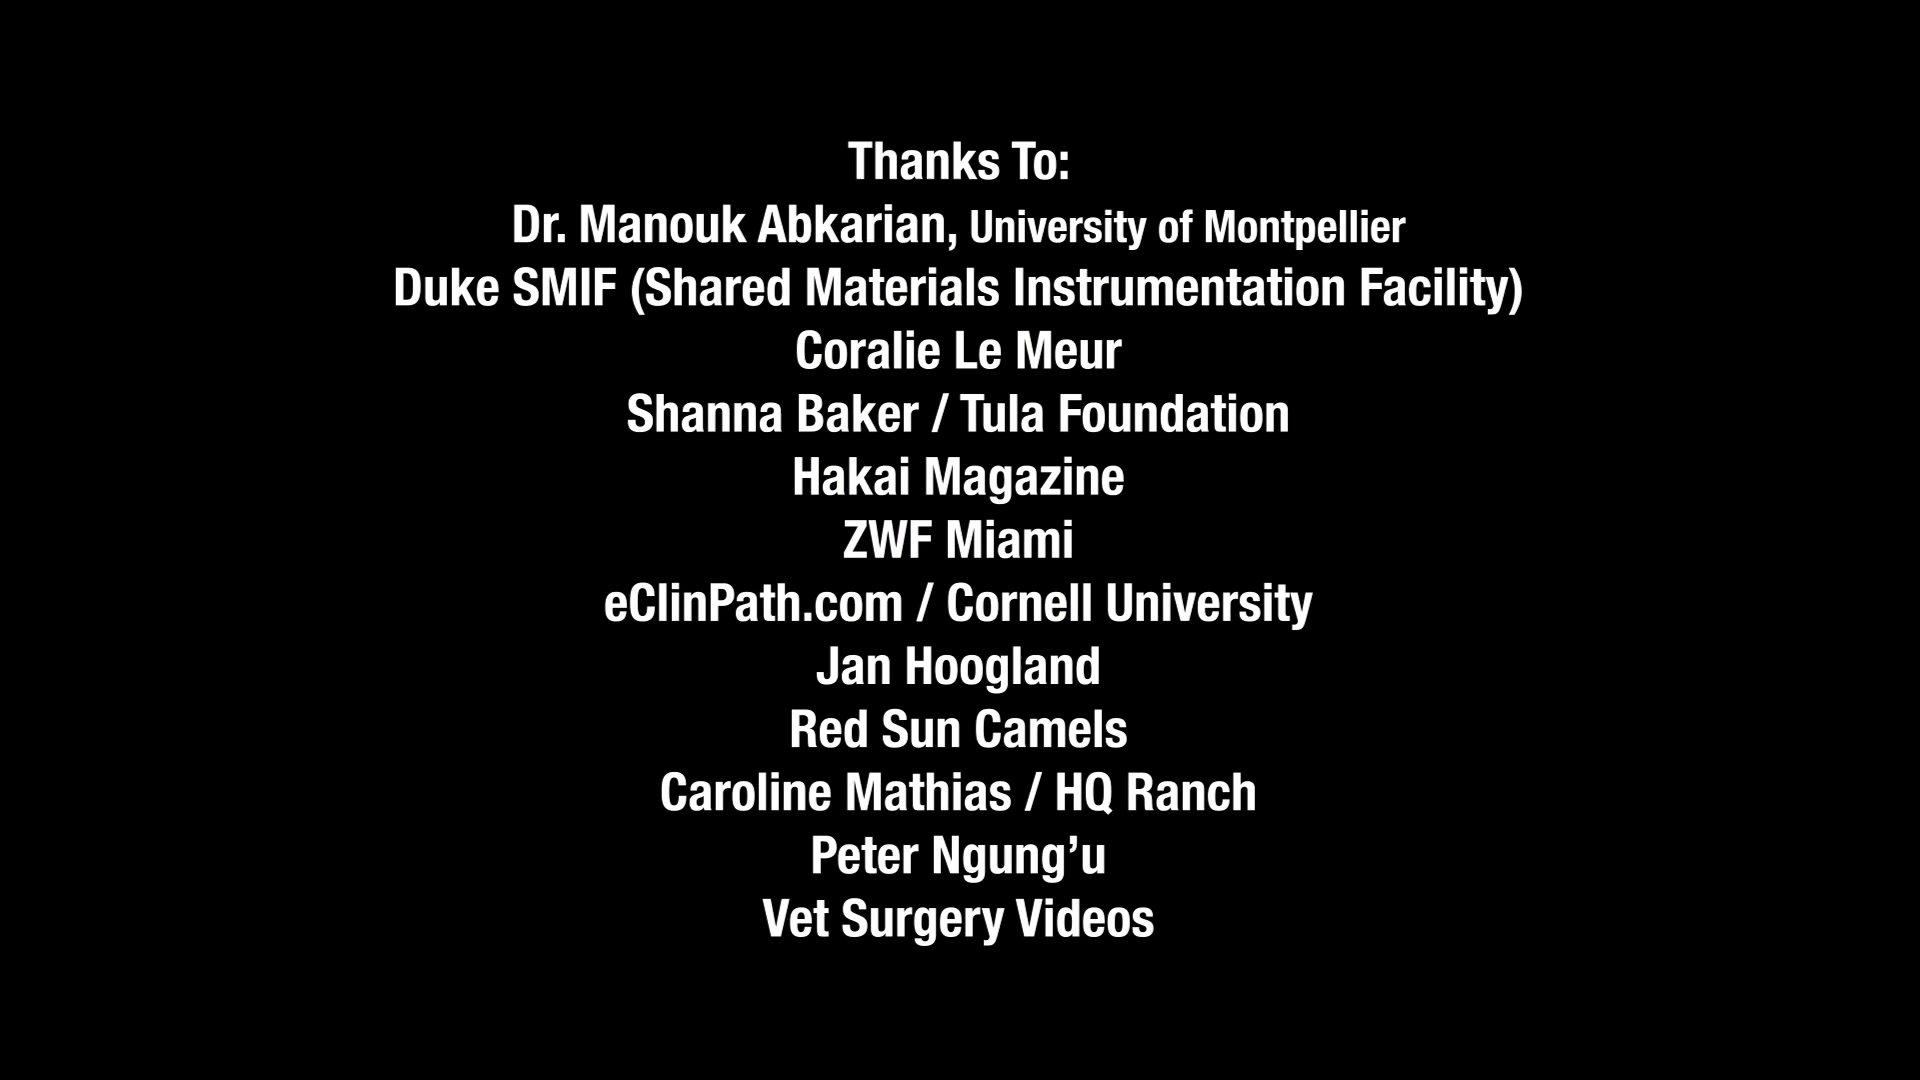 Thanks To:
Dr. Manouk Abkarian, University of Montpellier
Duke SMIF (Shared Materials Instrumentation Facility)
Coralie Le Meur
Shanna Baker / Tula Foundation
Hakai Magazine
ZWF Miami
eClinPath.com / Cornell University
Jan Hoogland
Red Sun Camels
Caroline Mathias / HQ Ranch
Peter Ngung’u
Vet Surgery Videos